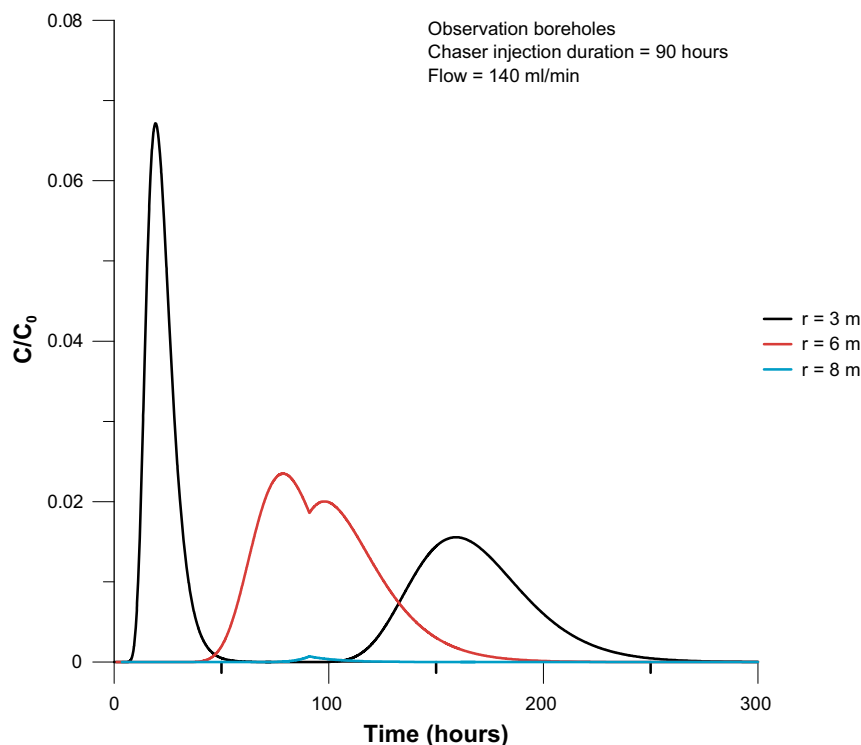 Observation boreholes
Chaser injection duration = 90 hours
Flow = 140 ml/min
0.08
0.06
0.04
0.02
0
C/C0
0
100
200
300
Time (hours)
r = 3 m
r = 6 m
r = 8 m